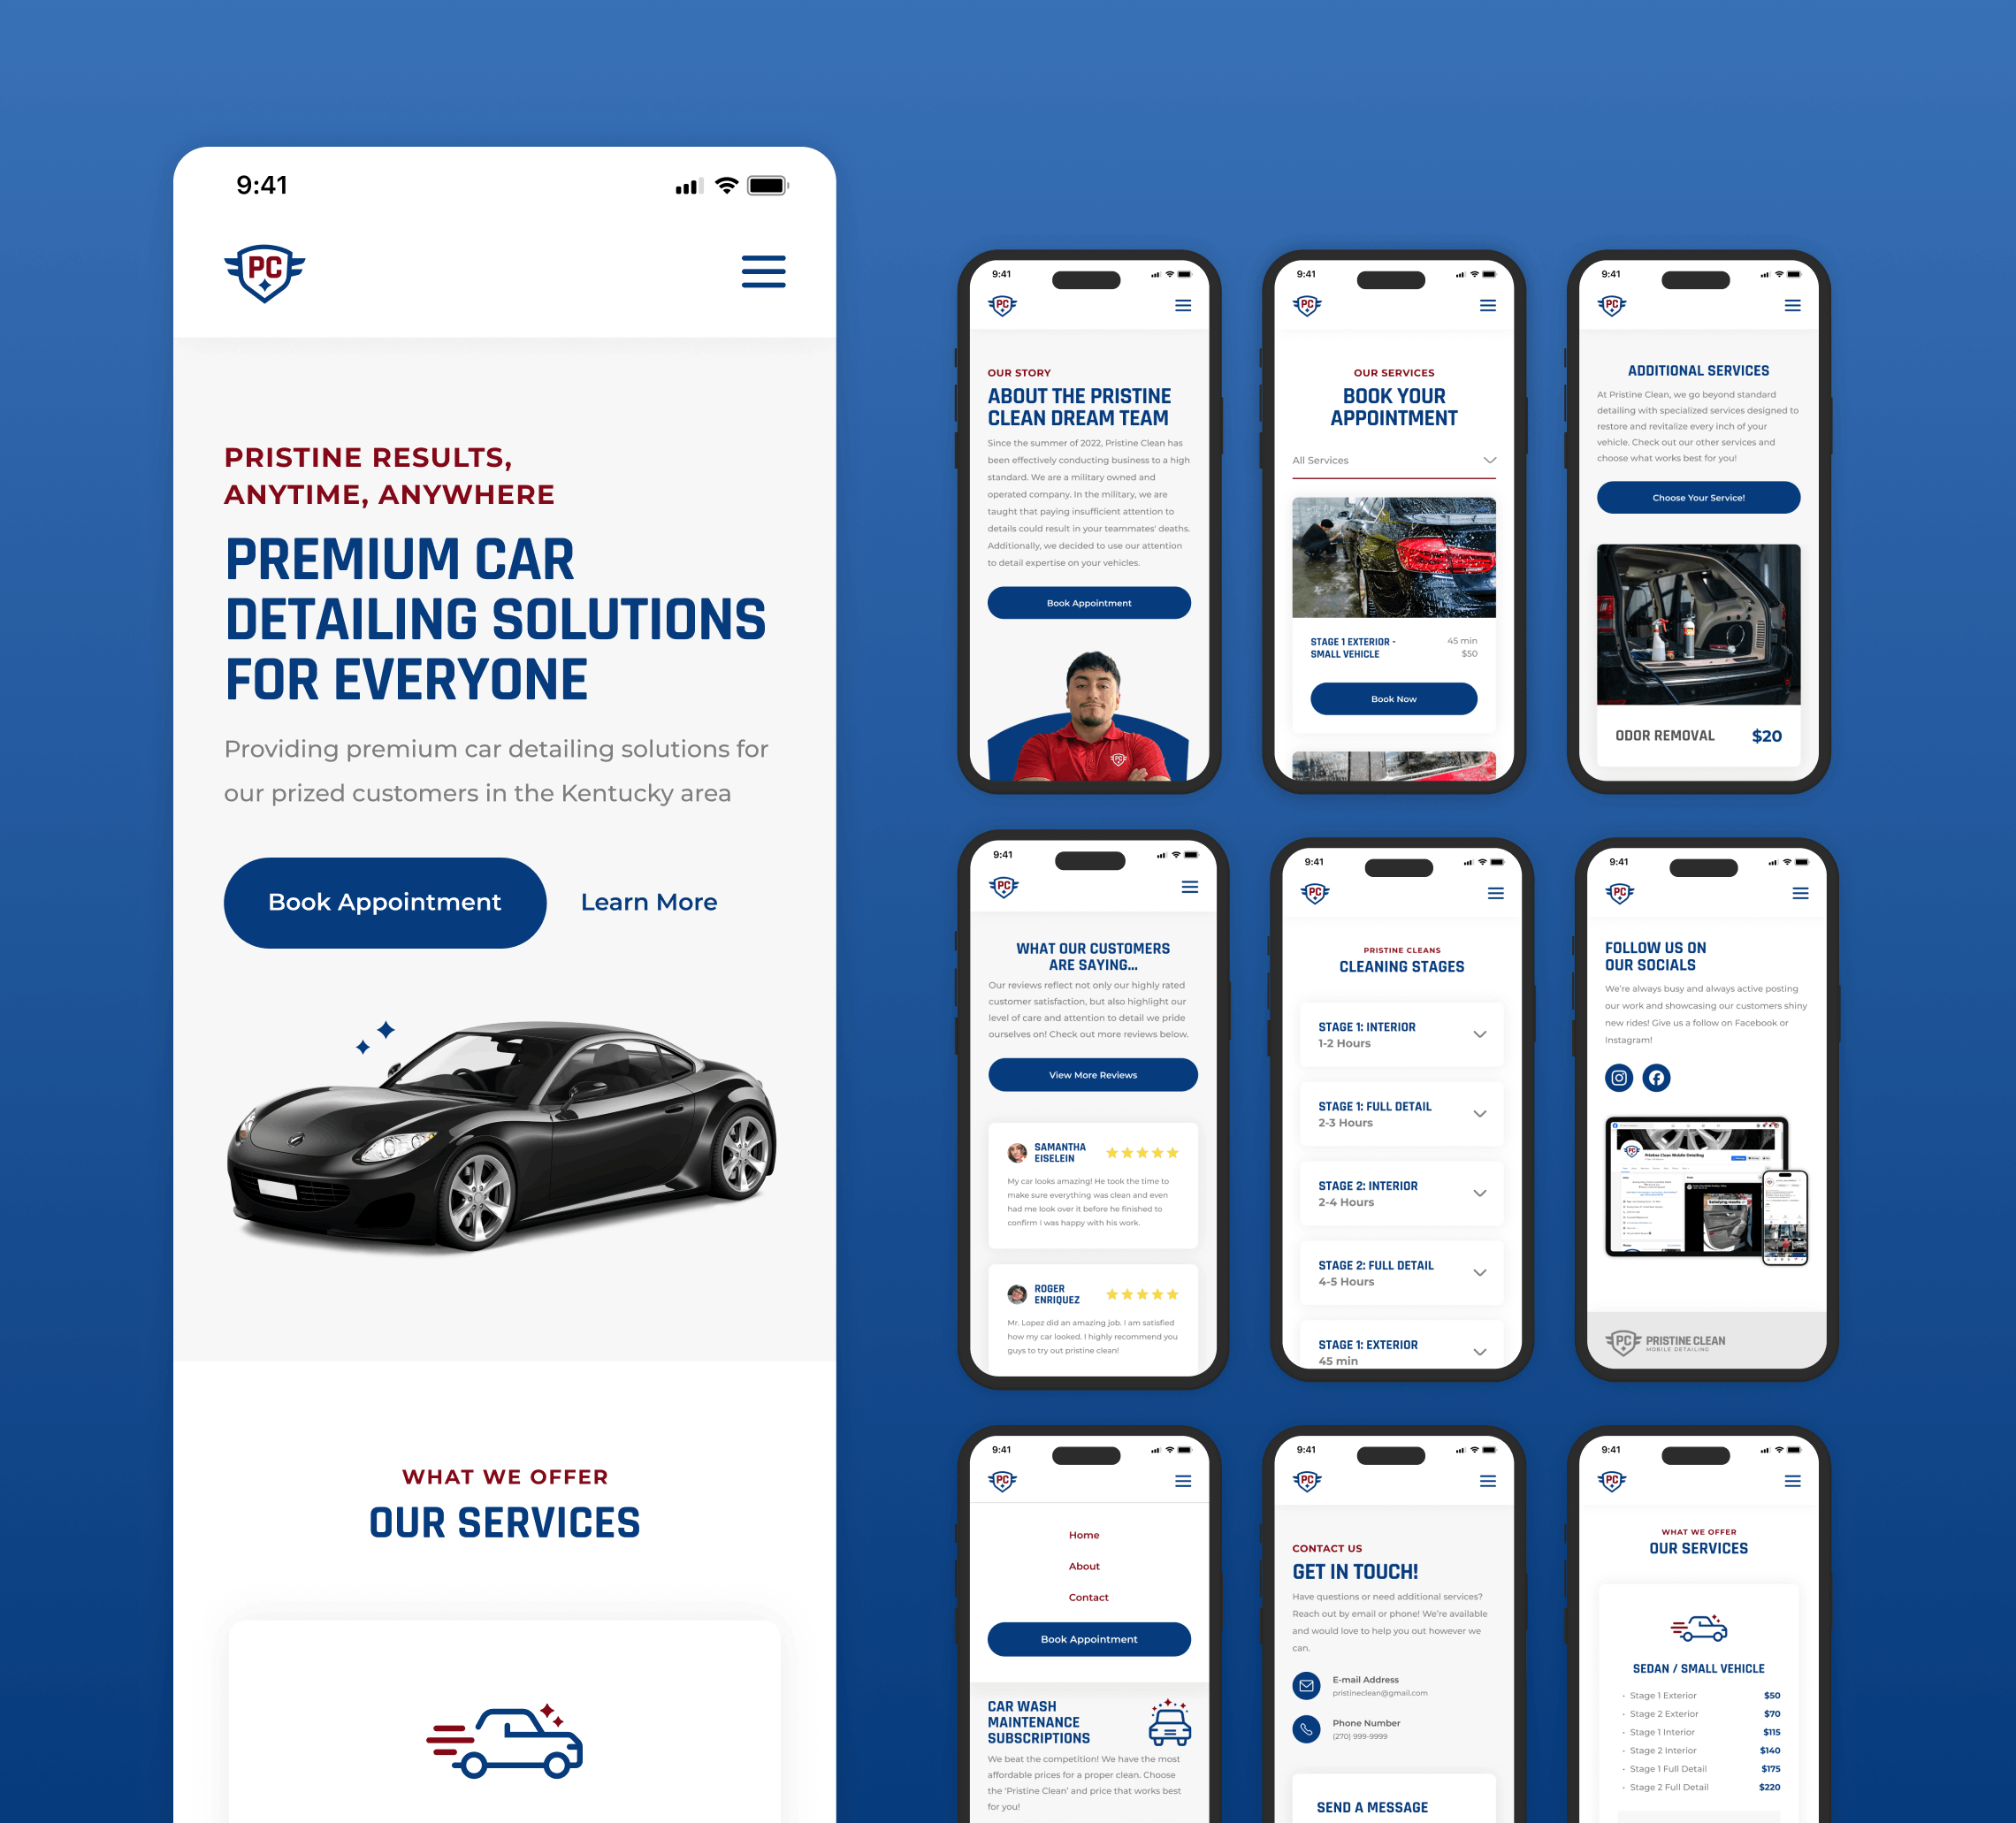 9:41
PC
PRISTINE RESULTS,
ANYTIME, ANYWHERE
PREMIUM CAR
DETAILING SOLUTIONS
FOR EVERYONE
Providing premium car detailing solutions for
our prized customers in the Kentucky area
Book Appointment
Learn More
WHAT WE OFFER
OUR SERVICES
9:41
PC
OUR STORY
ABOUT THE PRISTINE
CLEAN DREAM TEAM
Since the summer of 2022, Pristine Clean has
been effectively conducting business to a high
standard. We are a military owned and
operated company. In the military, we are
taught that paying insufficient attention to
details could result in your teammates' deaths.
Additionally, we decided to use our attention
to detail expertise on your vehicles.
Book Appointment
PC
9:41
PC
OUR SERVICES
BOOK YOUR
APPOINTMENT
All Services
STAGE 1 EXTERIOR -
SMALL VEHICLE
45 min
$50
Book Now
9:41
PC
ADDITIONAL SERVICES
At Pristine Clean, we go beyond standard
detailing with specialized services designed to
restore and revitalize every inch of your
vehicle. Check out our other services and
choose what works best for you!
Choose Your Service!
ODOR REMOVAL
$20
9:41
PC
WHAT OUR CUSTOMERS
ARE SAYING...
Our reviews reflect not only our highly rated
customer satisfaction, but also highlight our
level of care and attention to detail we pride
ourselves on! Check out more reviews below.
View More Reviews
SAMANTHA
EISELEIN
My car looks amazing! He took the time to
make sure everything was clean and even
had me look over it before he finished to
confirm I was happy with his work.
ROGER
ENRIQUEZ
Mr. Lopez did an amazing job. I am satisfied
how my car looked. I highly recommend you
guys to try out pristine clean!
9:41
PC
PRISTINE CLEANS
CLEANING STAGES
STAGE 1: INTERIOR
1-2 Hours
STAGE 1: FULL DETAIL
2-3 Hours
STAGE 2: INTERIOR
2-4 Hours
STAGE 2: FULL DETAIL
4-5 Hours
STAGE 1: EXTERIOR
45 min
9:41
PC
FOLLOW US ON
OUR SOCIALS
We're always busy and always active posting
our work and showcasing our customers shiny
new rides! Give us a follow on Facebook or
Instagram!
PC
Pristine Clean Mobile Detailing
PC
PRISTINE CLEAN
MOBILE DETAILING
9:41
PC
Home
About
Contact
Book Appointment
CAR WASH
MAINTENANCE
SUBSCRIPTIONS
We beat the competition! We have the most
affordable prices for a proper clean. Choose
the 'Pristine Clean' and price that works best
for you!
9:41
PC
CONTACT US
GET IN TOUCH!
Have questions or need additional services?
Reach out by email or phone! We're available
and would love to help you out however we
can.
E-mail Address
pristineclean@gmail.com
Phone Number
(270) 999-9999
SEND A MESSAGE
9:41
PC
WHAT WE OFFER
OUR SERVICES
SEDAN / SMALL VEHICLE
• Stage 1 Exterior $50
• Stage 2 Exterior $70
• Stage 1 Interior $115
• Stage 2 Interior $140
• Stage 1 Full Detail $175
• Stage 2 Full Detail $220